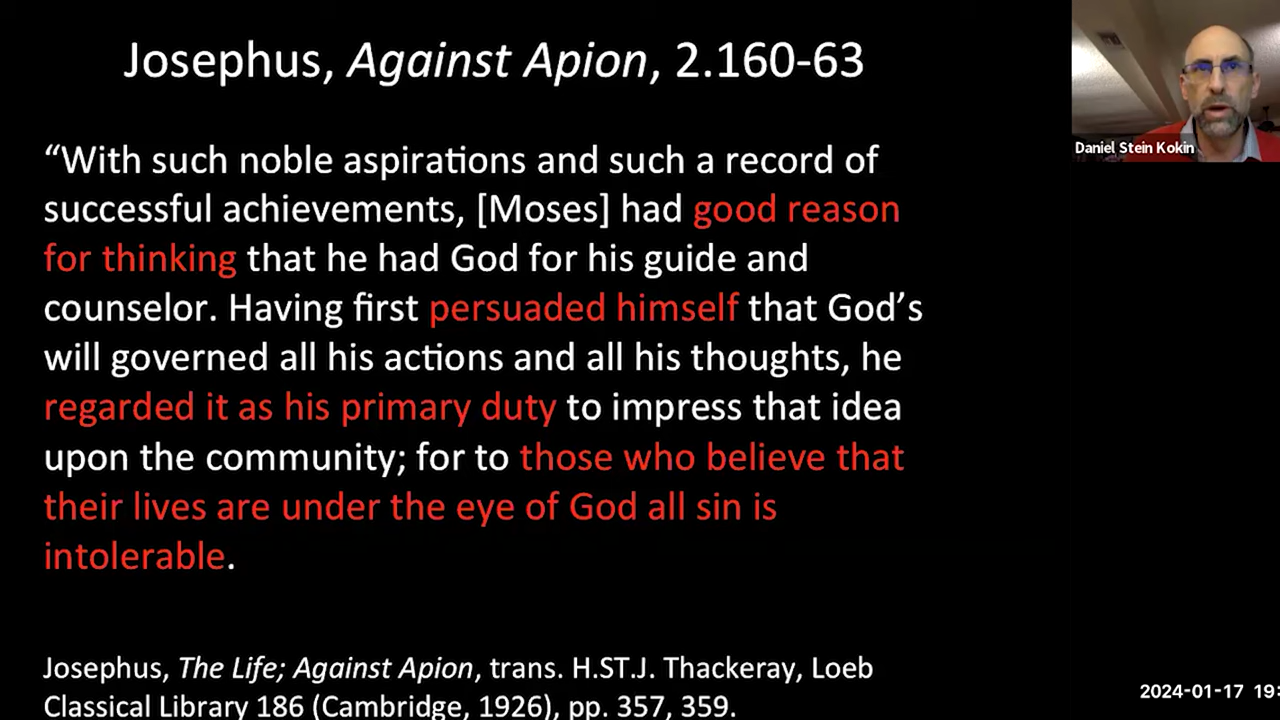 Josephus, Against Apion, 2.160-63
“With such noble aspirations and such a record of
successful achievements, [Moses] had good reason
for thinking that he had God for his guide and
counselor. Having first persuaded himself that God’s
will governed all his actions and all his thoughts, he
regarded it as his primary duty to impress that idea
upon the community; for to those who believe that
their lives are under the eye of God all sin is
intolerable.
Josephus, The Life; Against Apion, trans. H.ST.J. Thackeray, Loeb
Classical Library 186 (Cambridge, 1926), pp. 357, 359.
Daniel Stein Kokin
2024-01-17 19: